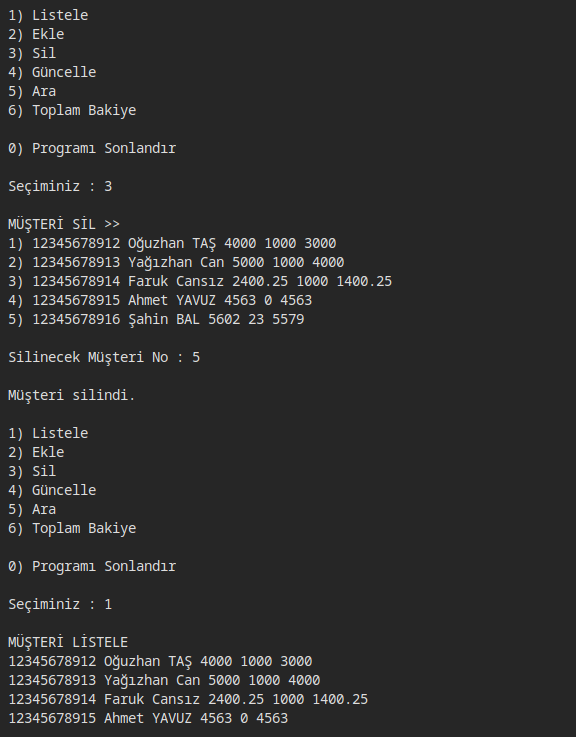 1) Listele
2) Ekle
3) Sil
4) Güncelle
5) Ara
6) Toplam Bakiye
0) Programı Sonlandır
Seçiminiz : 3
MÜŞTERİ SİL >>
1) 12345678912 Oğuzhan TAŞ 4000 1000 3000
2) 12345678913 Yağızhan Can 5000 1000 4000
3) 12345678914 Faruk Cansız 2400.25 1000 1400.25
4) 12345678915 Ahmet YAVUZ 4563 0 4563
5) 12345678916 Şahin BAL 5602 23 5579
Silinecek Müşteri No : 5
Müşteri silindi.
1) Listele
2) Ekle
3) Sil
4) Güncelle
5) Ara
6) Toplam Bakiye
0) Programı Sonlandır
Seçiminiz : 1
MÜŞTERİ LİSTELE
12345678912 Oğuzhan TAŞ 4000 1000 3000
12345678913 Yağızhan Can 5000 1000 4000
12345678914 Faruk Cansız 2400.25 1000 1400.25
12345678915 Ahmet YAVUZ 4563 0 4563